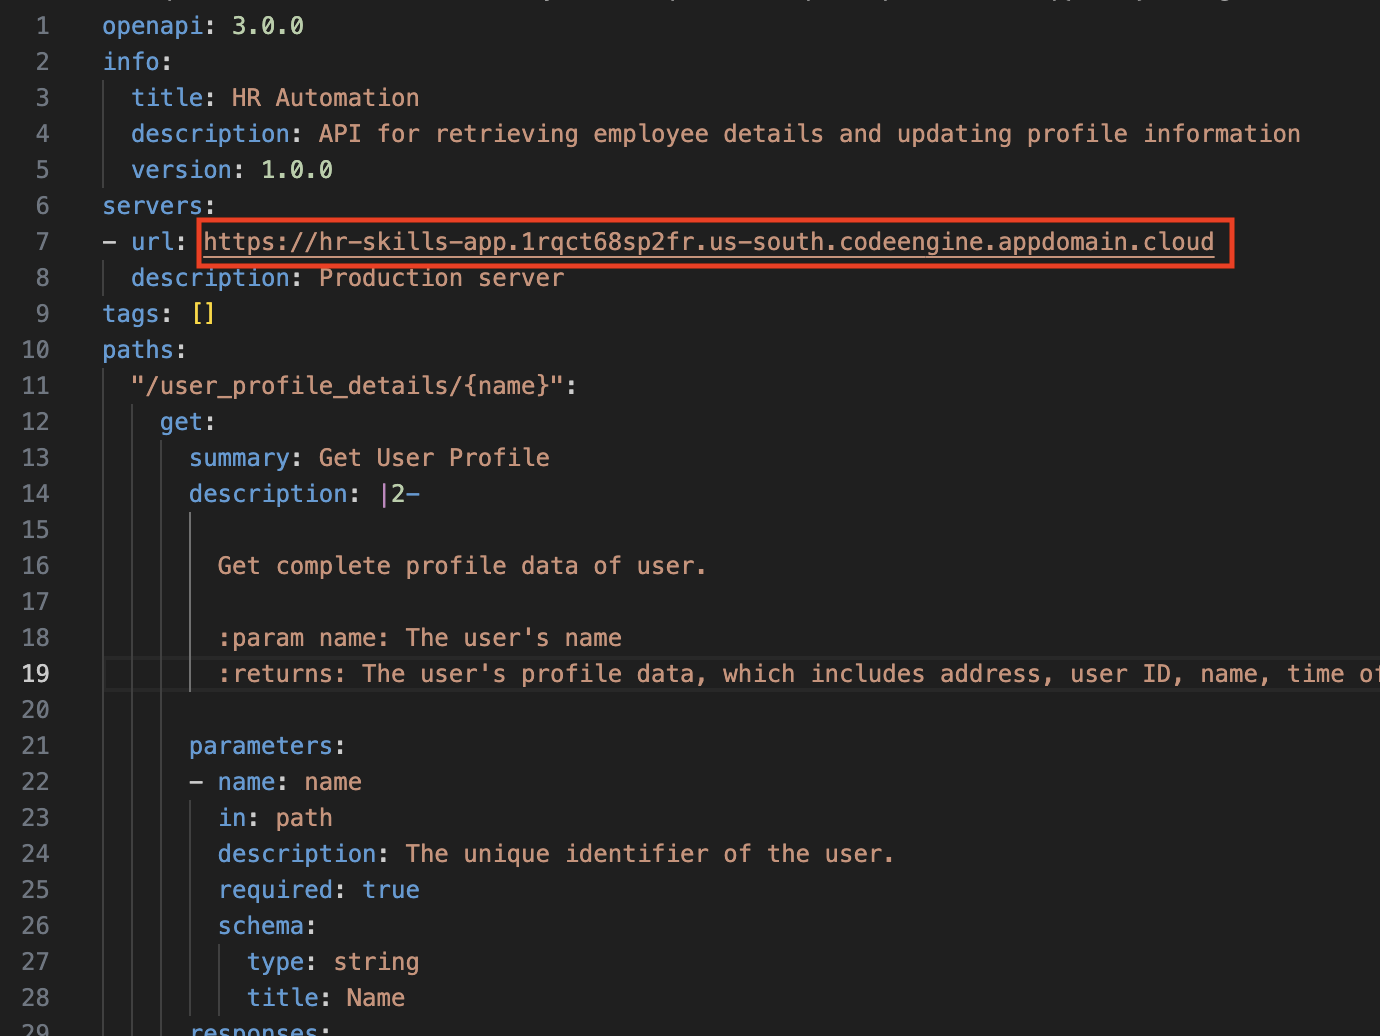 1 openapi: 3.0.0
2 info:
3 title: HR Automation
4 description: API for retrieving employee details and updating profile information
5 version: 1.0.0
6 servers:
7 - url: https://hr-skills-app.1rqct68sp2fr.us-south.codeengine.appdomain.cloud
8 description: Production server
9 tags: []
10 paths:
11 "/user_profile_details/{name}":
12 get:
13 summary: Get User Profile
14 description: |2-
15
16 Get complete profile data of user.
17
18 :param name: The user's name
19 :returns: The user's profile data, which includes address, user ID, name, time of
20
21 parameters:
22 - name: name
23 in: path
24 description: The unique identifier of the user.
25 required: true
26 schema:
27 type: string
28 title: Name
29 responses: